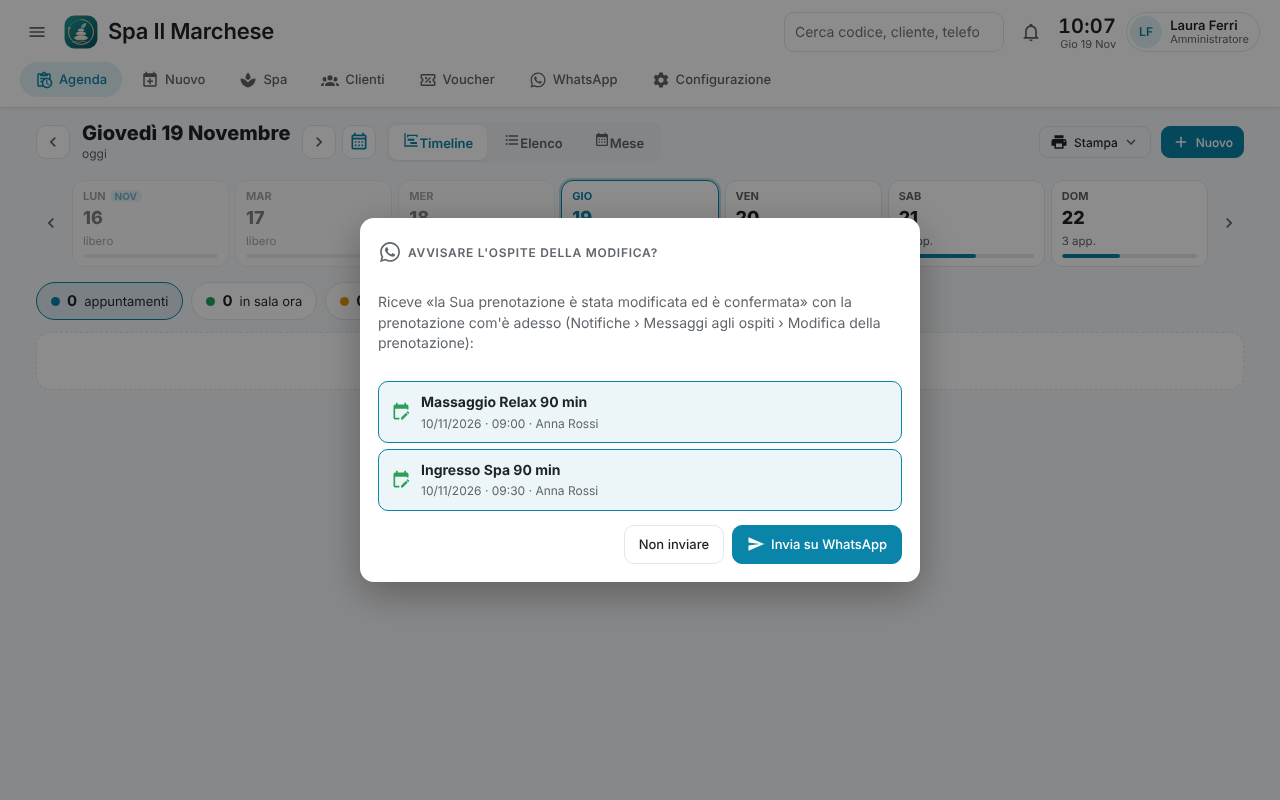 Spa Il Marchese
Cerca codice, cliente, telefo
10:07
Gio 19 Nov
LF
Laura Ferri
Amministratore
Agenda
Nuovo
Spa
Clienti
Voucher
WhatsApp
Configurazione
Giovedì 19 Novembre
oggi
Timeline
Elenco
Mese
Stampa
Nuovo
LUN NOV
16
libero
MAR
17
libero
MER
18
GIO
19
VEN
20
SAB
21
pp.
DOM
22
3 app.
0 appuntamenti
0 in sala ora
AVVISARE L'OSPITE DELLA MODIFICA?
Riceve «la Sua prenotazione è stata modificata ed è confermata» con la
prenotazione com'è adesso (Notifiche › Messaggi agli ospiti › Modifica della
prenotazione):
Massaggio Relax 90 min
10/11/2026 · 09:00 · Anna Rossi
Ingresso Spa 90 min
10/11/2026 · 09:30 · Anna Rossi
Non inviare
Invia su WhatsApp